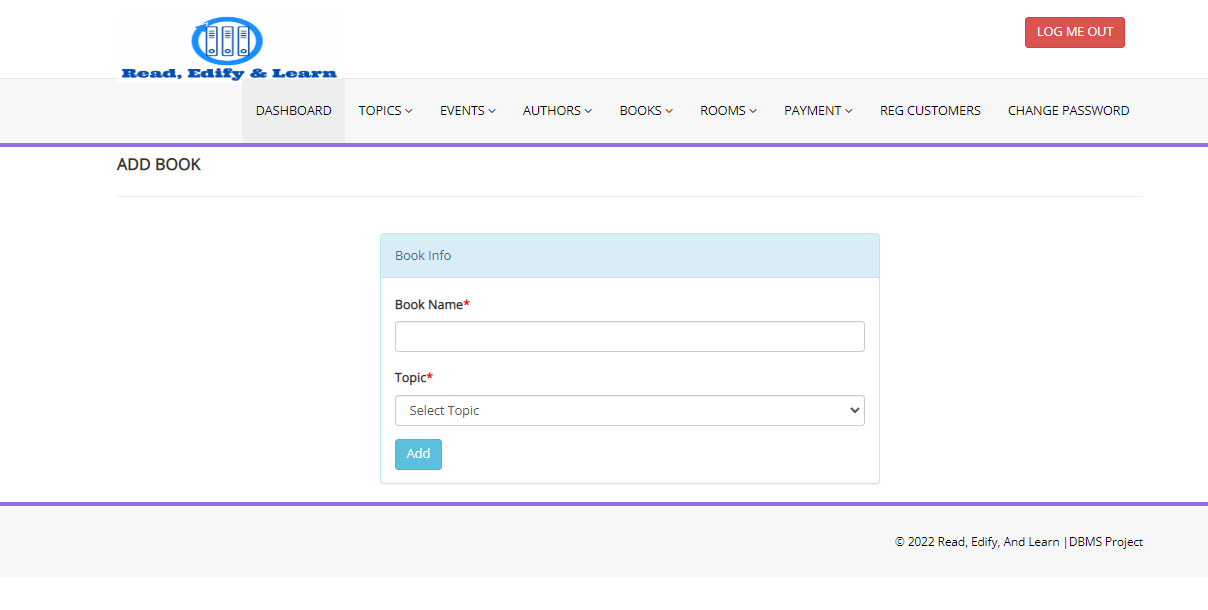 Read, Edify & Learn
LOG ME OUT
DASHBOARD TOPICS EVENTS AUTHORS BOOKS ROOMS PAYMENT REG CUSTOMERS CHANGE PASSWORD
ADD BOOK
Book Info
Book Name*
Topic*
Select Topic
Add
© 2022 Read, Edify, And Learn |DBMS Project